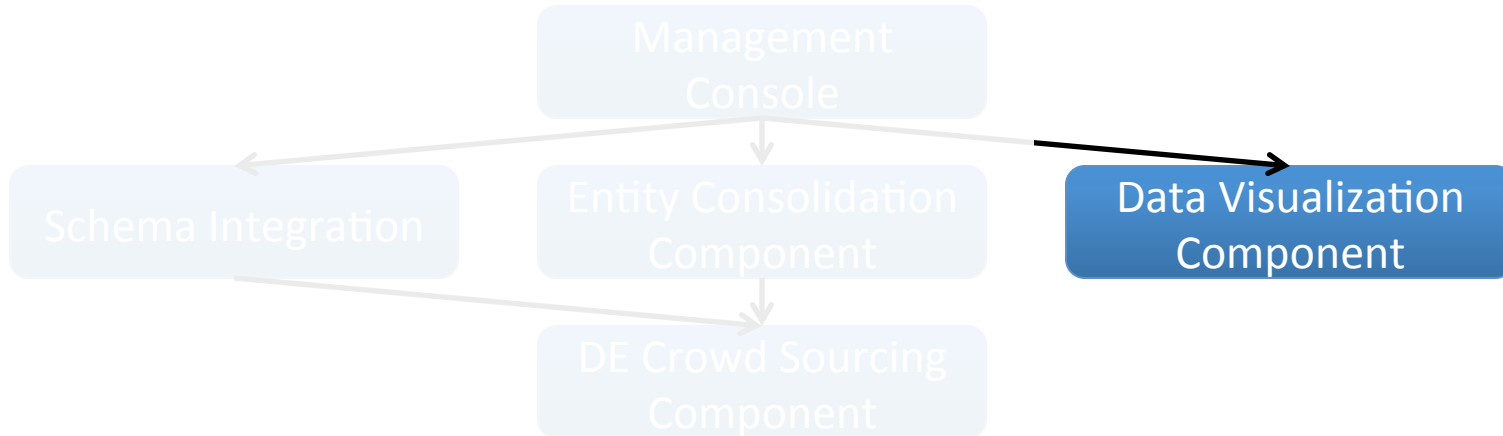 Management
Console
Schema Integration
Entity Consolidation
Component
Data Visualization
Component
DE Crowd Sourcing
Component